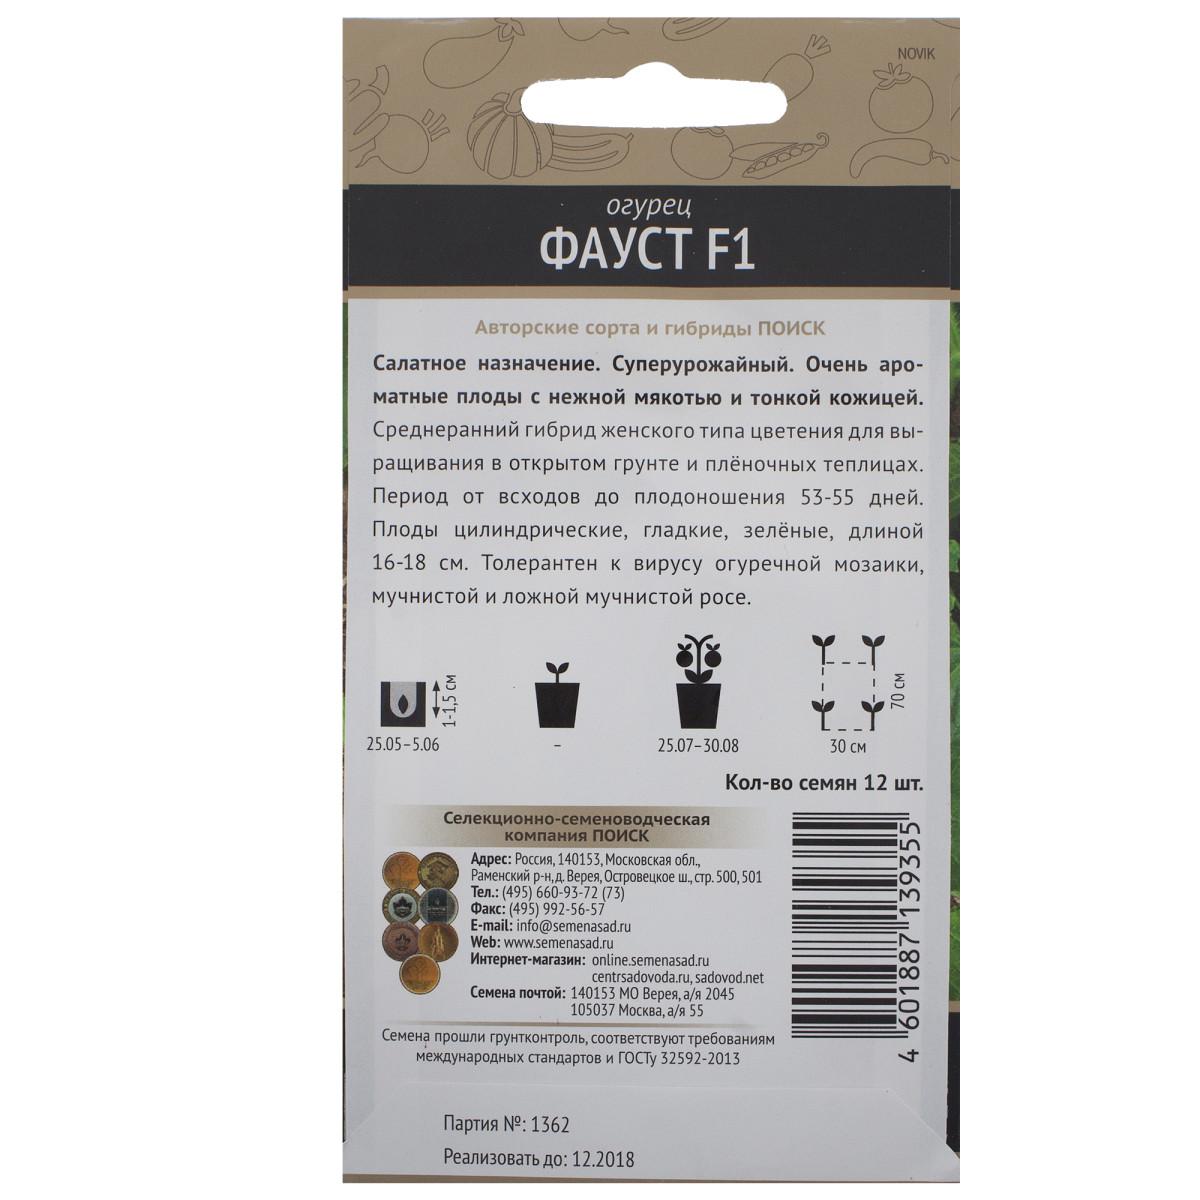 NOVIK
огурец
ФАУСТ F1
Авторские сорта и гибриды ПОИСК
Салатное назначение. Суперурожайный. Очень аро-
матные плоды с нежной мякотью и тонкой кожицей.
Среднеранний гибрид женского типа цветения для вы-
ращивания в открытом грунте и плёночных теплицах.
Период от всходов до плодоношения 53-55 дней.
Плоды цилиндрические, гладкие, зелёные, длиной
16-18 см. Толерантен к вирусу огуречной мозаики,
мучнистой и ложной мучнистой росе.
1-1,5 см
70 см
25.05–5.06
–
25.07–30.08
30 см
Кол-во семян 12 шт.
Селекционно-семеноводческая
компания ПОИСК
Адрес: Россия, 140153, Московская обл.,
Раменский р-н, д. Верея, Островецкое ш., стр. 500, 501
Тел.: (495) 660-93-72 (73)
Факс: (495) 992-56-57
E-mail: info@semenasad.ru
Web: www.semenasad.ru
Интернет-магазин: online.semenasad.ru
centrsadovoda.ru, sadovod.net
Семена почтой: 140153 МО Верея, а/я 2045
105037 Москва, а/я 55
4 601887 139355
Семена прошли грунтконтроль, соответствуют требованиям
международных стандартов и ГОСТу 32592-2013
Партия №: 1362
Реализовать до: 12.2018